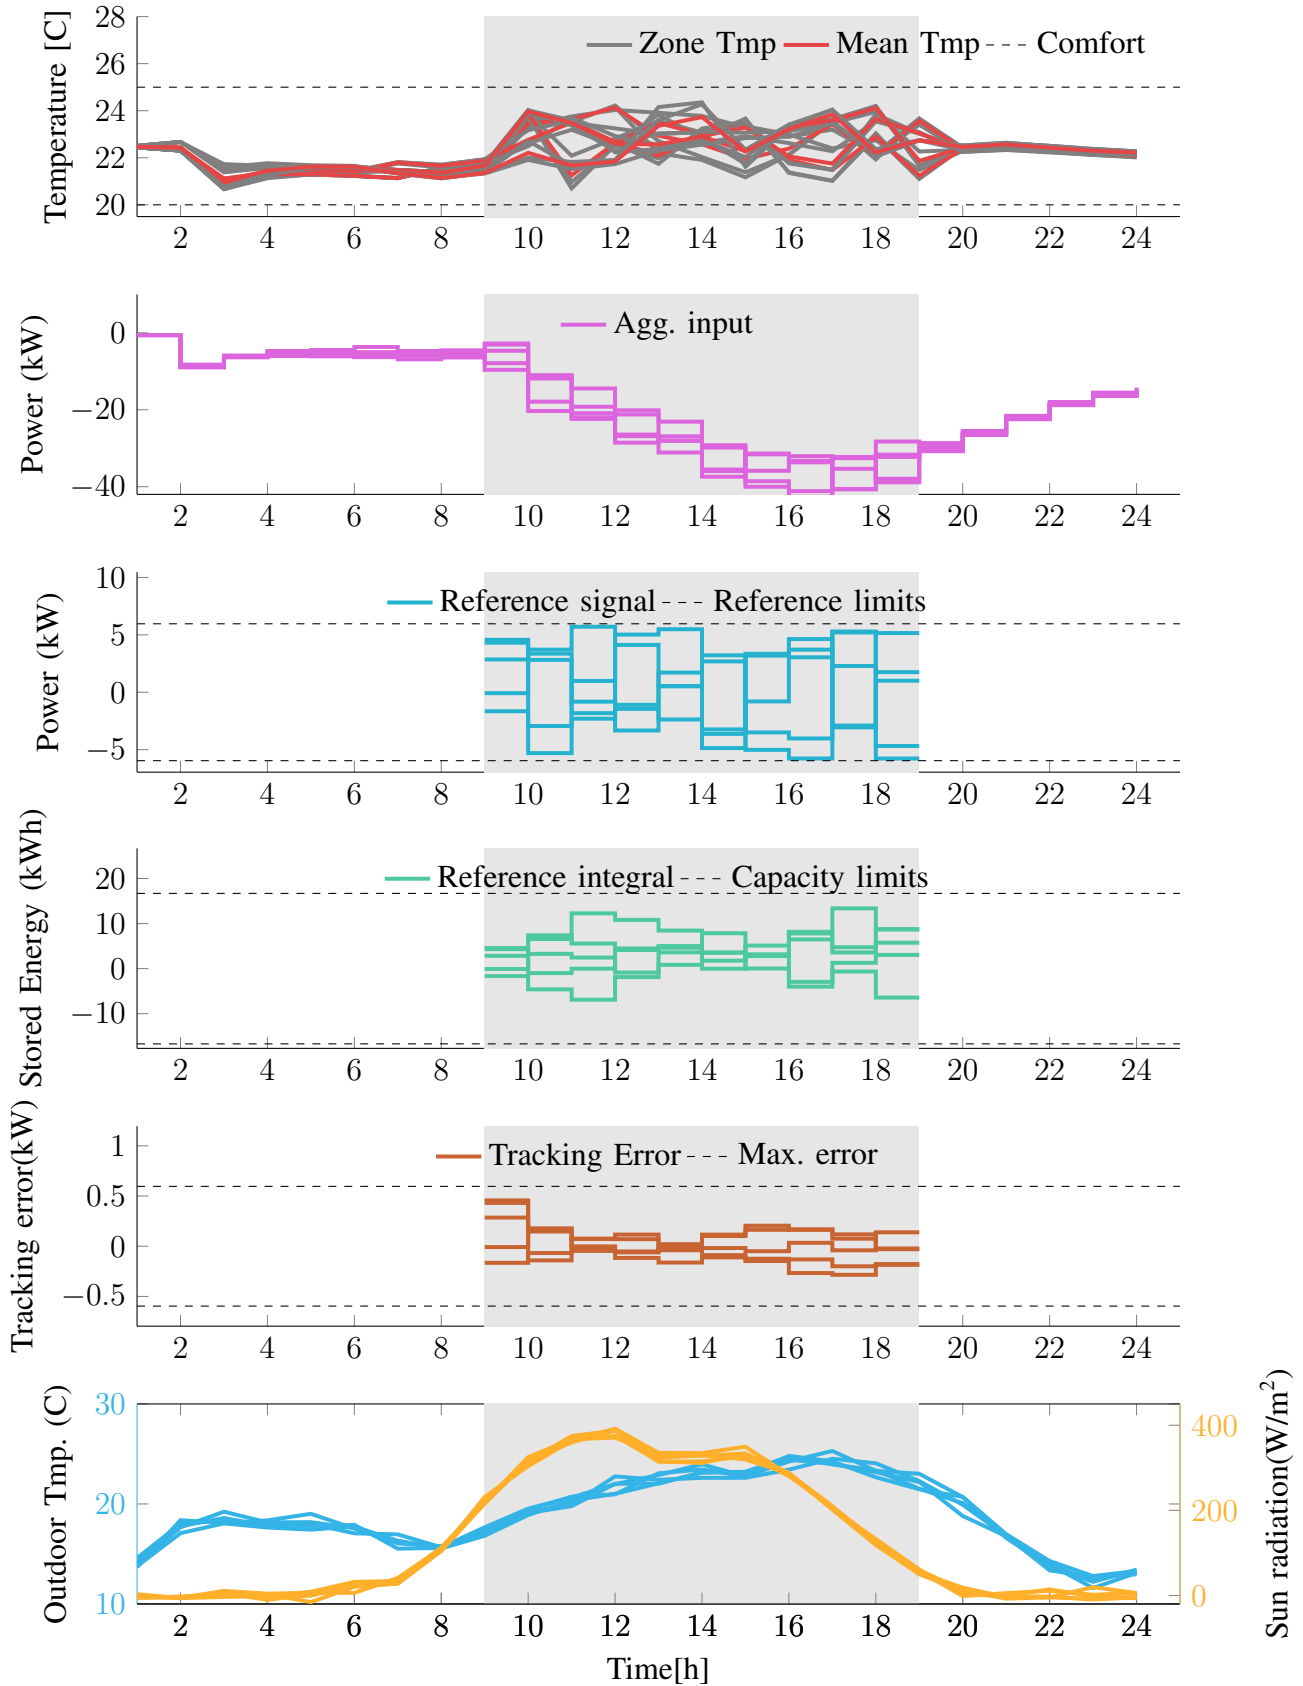 28
26
24
22
20
Temperature [C]
Zone Tmp Mean Tmp Comfort
2 4 6 8 10 12 14 16 18 20 22 24
0
−20
−40
Power (kW)
Agg. input
2 4 6 8 10 12 14 16 18 20 22 24
10
5
0
−5
Power (kW)
Reference signal Reference limits
2 4 6 8 10 12 14 16 18 20 22 24
20
10
0
−10
Stored Energy (kWh)
Reference integral Capacity limits
2 4 6 8 10 12 14 16 18 20 22 24
1
0.5
0
−0.5
Tracking error(kW)
Tracking Error Max. error
2 4 6 8 10 12 14 16 18 20 22 24
30
20
10
Outdoor Tmp. (C)
400
200
0
Sun radiation(W/m²)
2 4 6 8 10 12 14 16 18 20 22 24
Time[h]